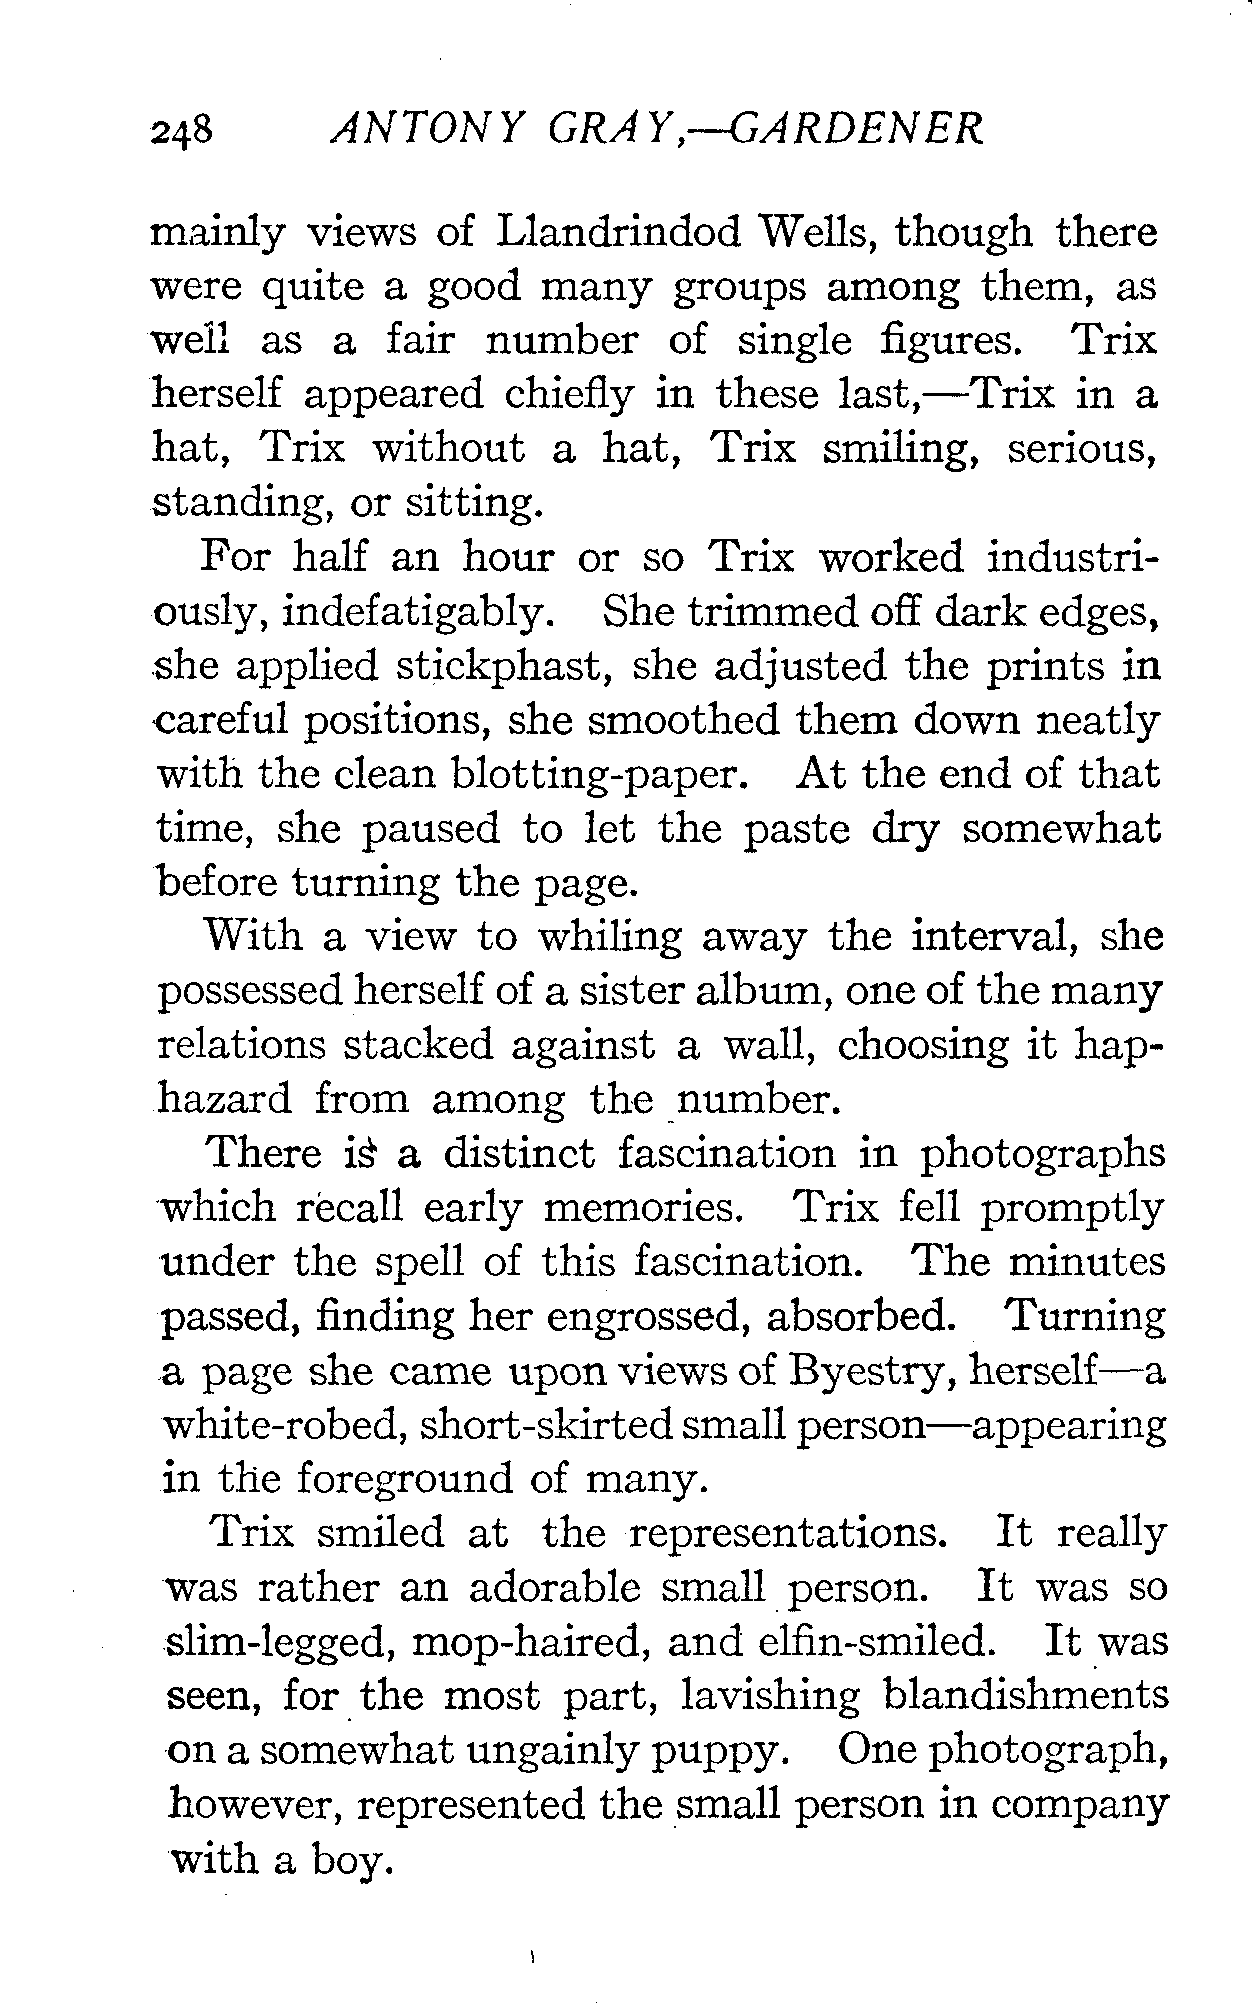 248 ANTONY GRAY,—GARDENER
mainly views of Llandrindod Wells, though there
were quite a good many groups among them, as
well as a fair number of single figures. Trix
herself appeared chiefly in these last,—Trix in a
hat, Trix without a hat, Trix smiling, serious,
standing, or sitting.
For half an hour or so Trix worked industri-
ously, indefatigably. She trimmed off dark edges,
she applied stickphast, she adjusted the prints in
careful positions, she smoothed them down neatly
with the clean blotting-paper. At the end of that
time, she paused to let the paste dry somewhat
before turning the page.
With a view to whiling away the interval, she
possessed herself of a sister album, one of the many
relations stacked against a wall, choosing it hap-
hazard from among the number.
There is a distinct fascination in photographs
which recall early memories. Trix fell promptly
under the spell of this fascination. The minutes
passed, finding her engrossed, absorbed. Turning
a page she came upon views of Byestry, herself—a
white-robed, short-skirted small person—appearing
in the foreground of many.
Trix smiled at the representations. It really
was rather an adorable small person. It was so
slim-legged, mop-haired, and elfin-smiled. It was
seen, for the most part, lavishing blandishments
on a somewhat ungainly puppy. One photograph,
however, represented the small person in company
with a boy.